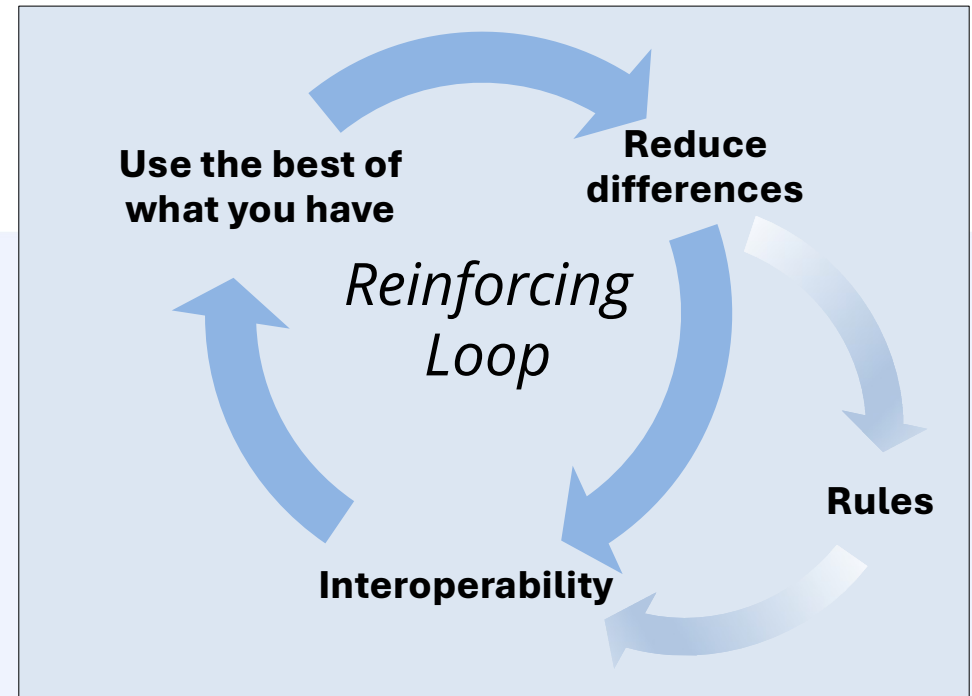 Use the best of
what you have
Reduce
differences
Reinforcing
Loop
Rules
Interoperability